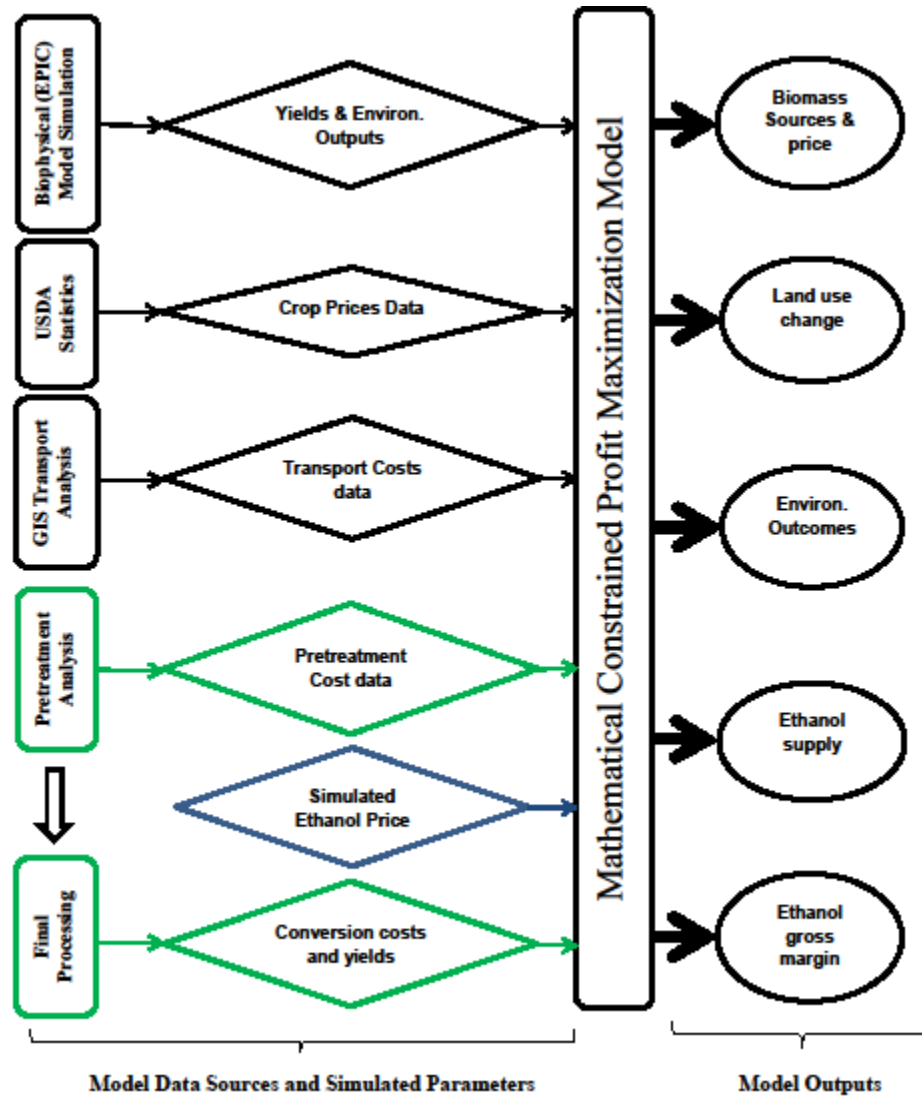 Biophysical (EPIC)
Model Simulation
Yields & Environ.
Outputs
USDA
Statistics
Crop Prices Data
GIS Transport
Analysis
Transport Costs
data
Pretreatment
Analysis
Pretreatment
Cost data
Simulated
Ethanol Price
Final
Processing
Conversion costs
and yields
Mathematical Constrained Profit Maximization Model
Biomass
Sources &
price
Land use
change
Environ.
Outcomes
Ethanol
supply
Ethanol
gross
margin
Model Data Sources and Simulated Parameters
Model Outputs